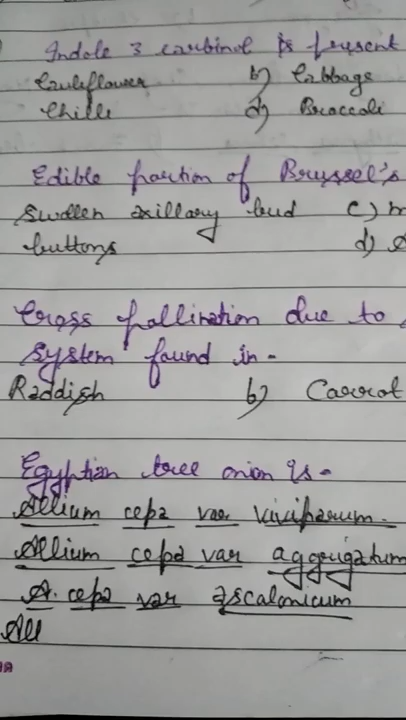 Indole 3 carbinol is present
Cauliflower b) Cabbage
Chilli d) Broccoli
Edible portion of Brussel's
Swollen axillary bud c) m
buttons d)
Cross pollination due to
system found in-
Raddish b) Carrot
Egyptian tree onion is-
Allium cepa var viviparum.
Allium cepa var aggrugatum
A. cepa var ascalonicum
All